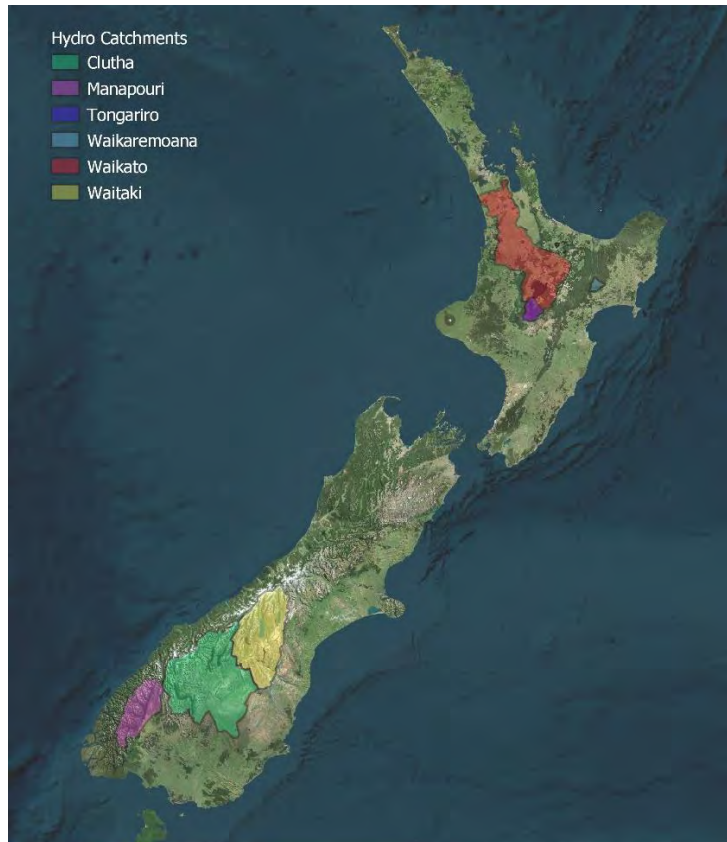 Hydro Catchments
Clutha
Manapouri
Tongariro
Waikaremoana
Waikato
Waitaki